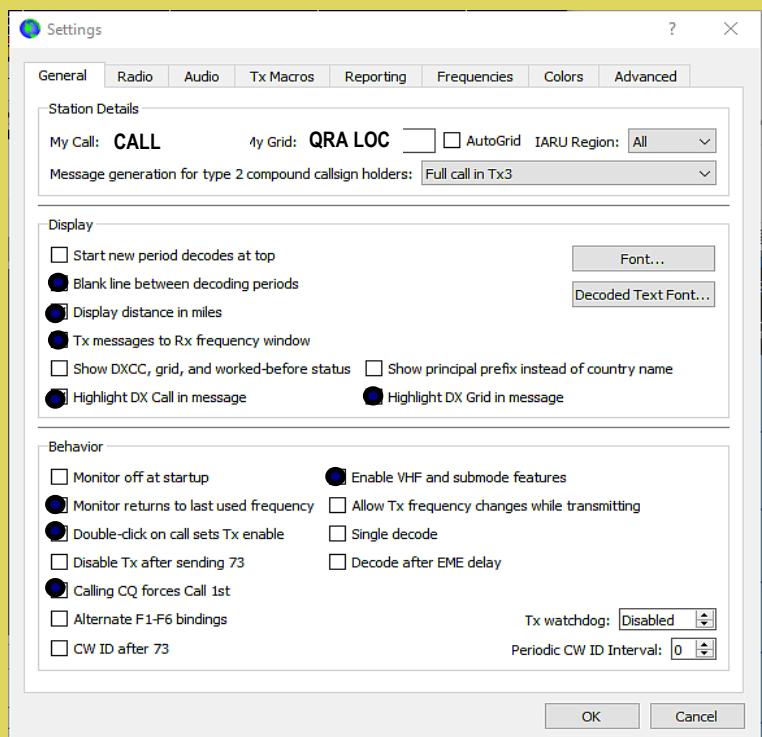 Settings ?
General Radio Audio Tx Macros Reporting Frequencies Colors Advanced
Station Details
My Call: CALL My Grid: QRA LOC AutoGrid IARU Region: All
Message generation for type 2 compound callsign holders: Full call in Tx3
Display
Start new period decodes at top
Font...
Blank line between decoding periods
Decoded Text Font...
Display distance in miles
Tx messages to Rx frequency window
Show DXCC, grid, and worked-before status Show principal prefix instead of country name
Highlight DX Call in message Highlight DX Grid in message
Behavior
Monitor off at startup Enable VHF and submode features
Monitor returns to last used frequency Allow Tx frequency changes while transmitting
Double-click on call sets Tx enable Single decode
Disable Tx after sending 73 Decode after EME delay
Calling CQ forces Call 1st
Alternate F1-F6 bindings Tx watchdog: Disabled
CW ID after 73 Periodic CW ID Interval: 0
OK Cancel